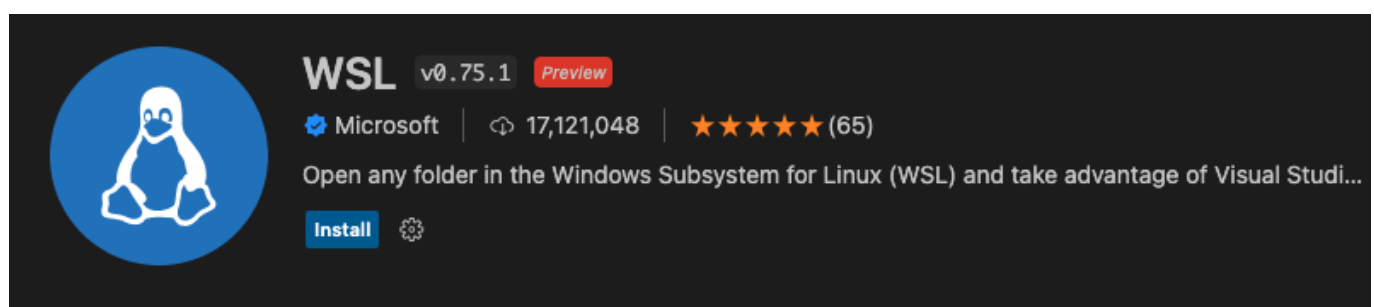 WSL v0.75.1 Preview
Microsoft 17,121,048 (65)
Open any folder in the Windows Subsystem for Linux (WSL) and take advantage of Visual Studi...
Install